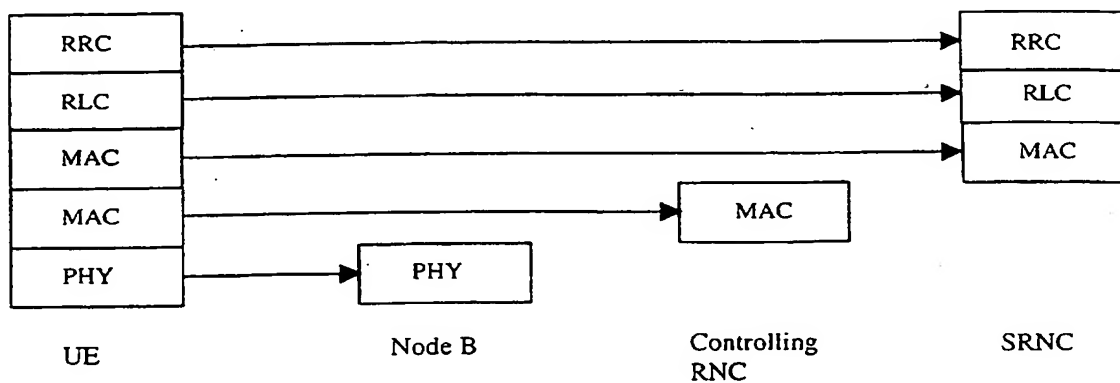 RRC
RRC
RLC
RLC
MAC
MAC
MAC
MAC
PHY
PHY
UE
Node B
Controlling
RNC
SRNC